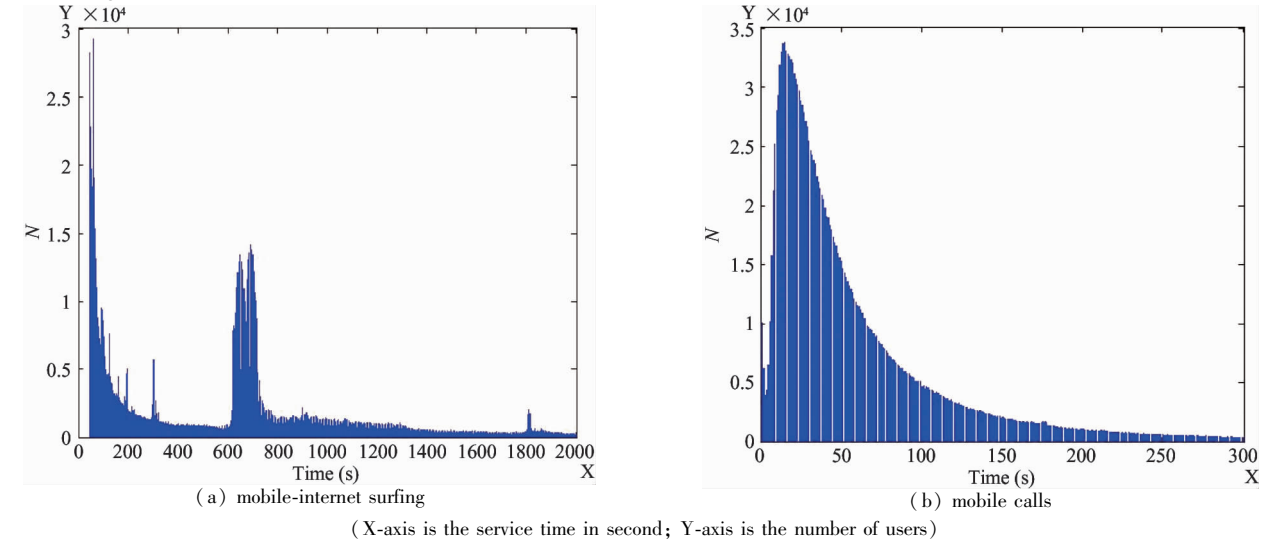 Y ×10⁴
3
2.5
2
1.5
1
0.5
0
N
0 200 400 600 800 1000 1200 1400 1600 1800 2000
Time (s) X
(a) mobile-internet surfing
Y ×10⁴
3.5
3
2.5
2
1.5
1
0.5
0
N
0 50 100 150 200 250 300
Time (s) X
(b) mobile calls
(X-axis is the service time in second; Y-axis is the number of users)